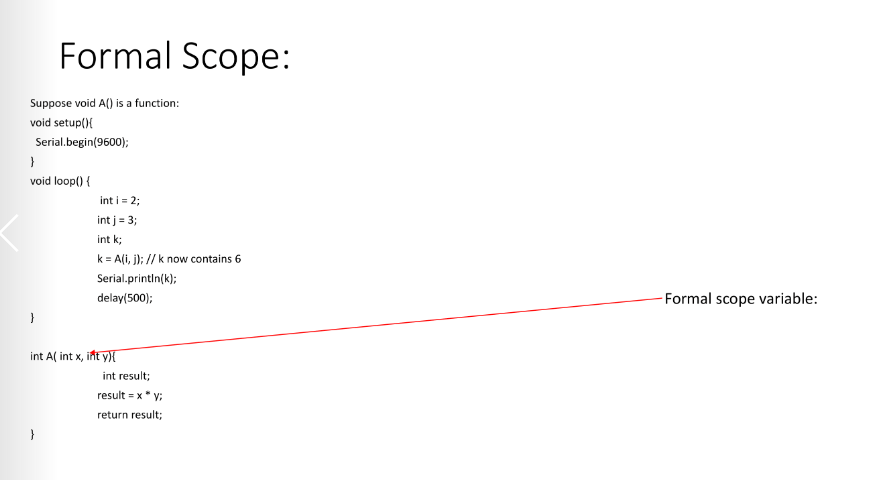 Formal Scope:
Suppose void A() is a function:
void setup(){
Serial.begin(9600);
}
void loop() {
int i = 2;
int j = 3;
int k;
k = A(i, j); // k now contains 6
Serial.println(k);
delay(500);
}
Formal scope variable:
int A( int x, int y){
int result;
result = x * y;
return result;
}